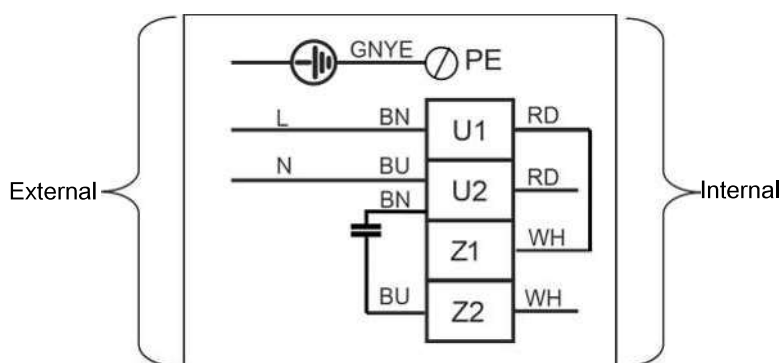 GNYE PE
L BN U1 RD
N BU U2 RD
BN
External Internal
Z1 WH
BU Z2 WH